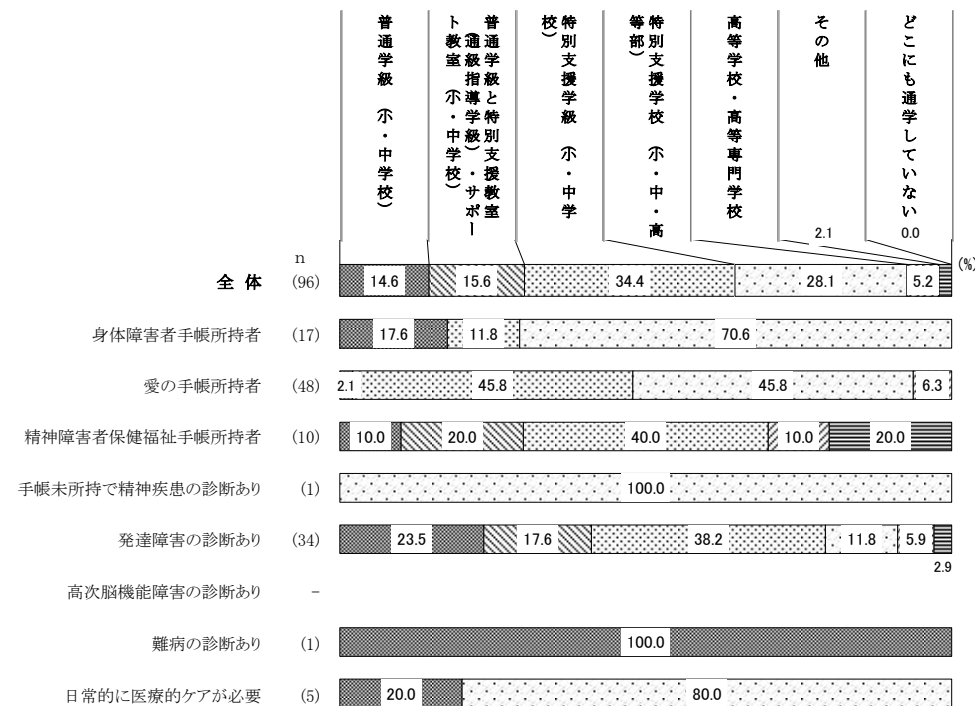 普通学級（小・中学校）
普通学級と特別支援教室
（通級指導学級）・サポー
ト教室（小・中学校）
特別支援学級（小・中学
校）
特別支援学校（小・中・高
等部）
高等学校・高等専門学校
その他
どこにも通学していない
2.1 0.0
n
(%)
全 体 (96) 14.6 15.6 34.4 28.1 5.2
身体障害者手帳所持者 (17) 17.6 11.8 70.6
愛の手帳所持者 (48) 2.1 45.8 45.8 6.3
精神障害者保健福祉手帳所持者 (10) 10.0 20.0 40.0 10.0 20.0
手帳未所持で精神疾患の診断あり (1) 100.0
発達障害の診断あり (34) 23.5 17.6 38.2 11.8 5.9
2.9
高次脳機能障害の診断あり －
難病の診断あり (1) 100.0
日常的に医療的ケアが必要 (5) 20.0 80.0